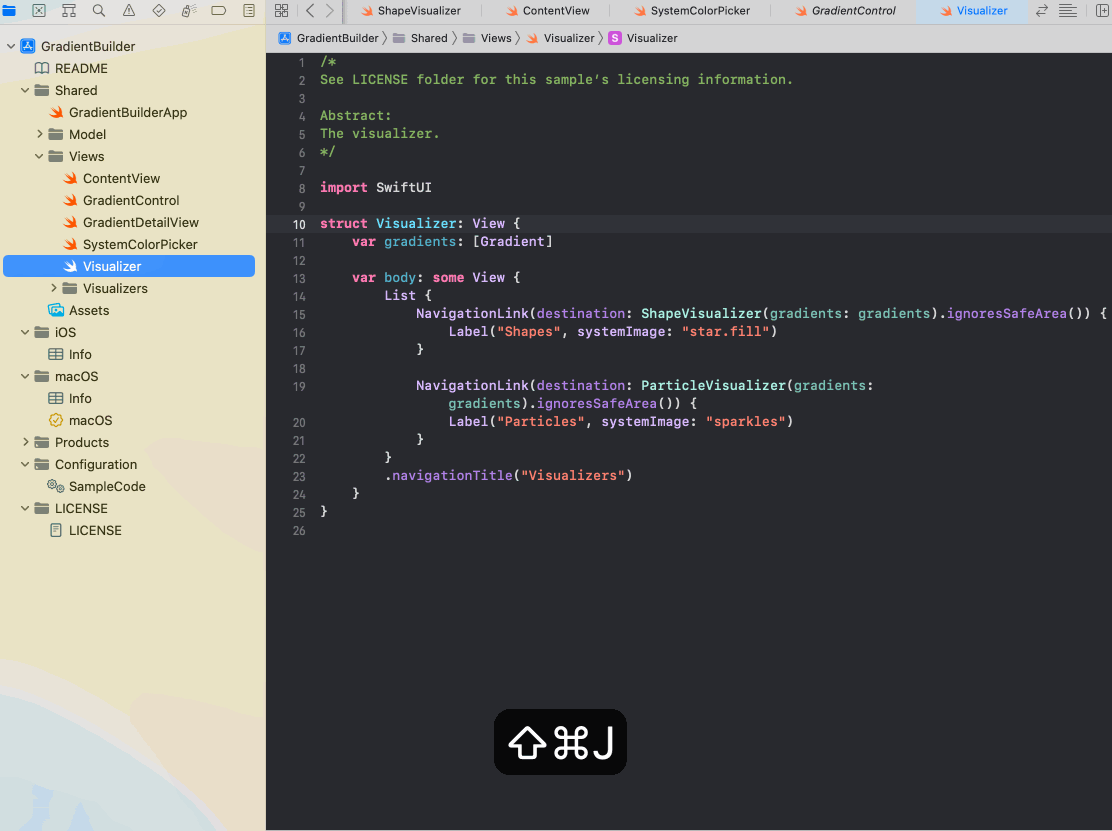 ShapeVisualizer ContentView SystemColorPicker GradientControl Visualizer
GradientBuilder Shared Views Visualizer S Visualizer
GradientBuilder
README
Shared
GradientBuilderApp
Model
Views
ContentView
GradientControl
GradientDetailView
SystemColorPicker
Visualizer
Visualizers
Assets
iOS
Info
macOS
Info
macOS
Products
Configuration
SampleCode
LICENSE
LICENSE
1 /*
2 See LICENSE folder for this sample’s licensing information.
3
4 Abstract:
5 The visualizer.
6 */
7
8 import SwiftUI
9
10 struct Visualizer: View {
11 var gradients: [Gradient]
12
13 var body: some View {
14 List {
15 NavigationLink(destination: ShapeVisualizer(gradients: gradients).ignoresSafeArea()) {
16 Label("Shapes", systemImage: "star.fill")
17 }
18
19 NavigationLink(destination: ParticleVisualizer(gradients:
gradients).ignoresSafeArea()) {
20 Label("Particles", systemImage: "sparkles")
21 }
22 }
23 .navigationTitle("Visualizers")
24 }
25 }
26
⇧⌘J